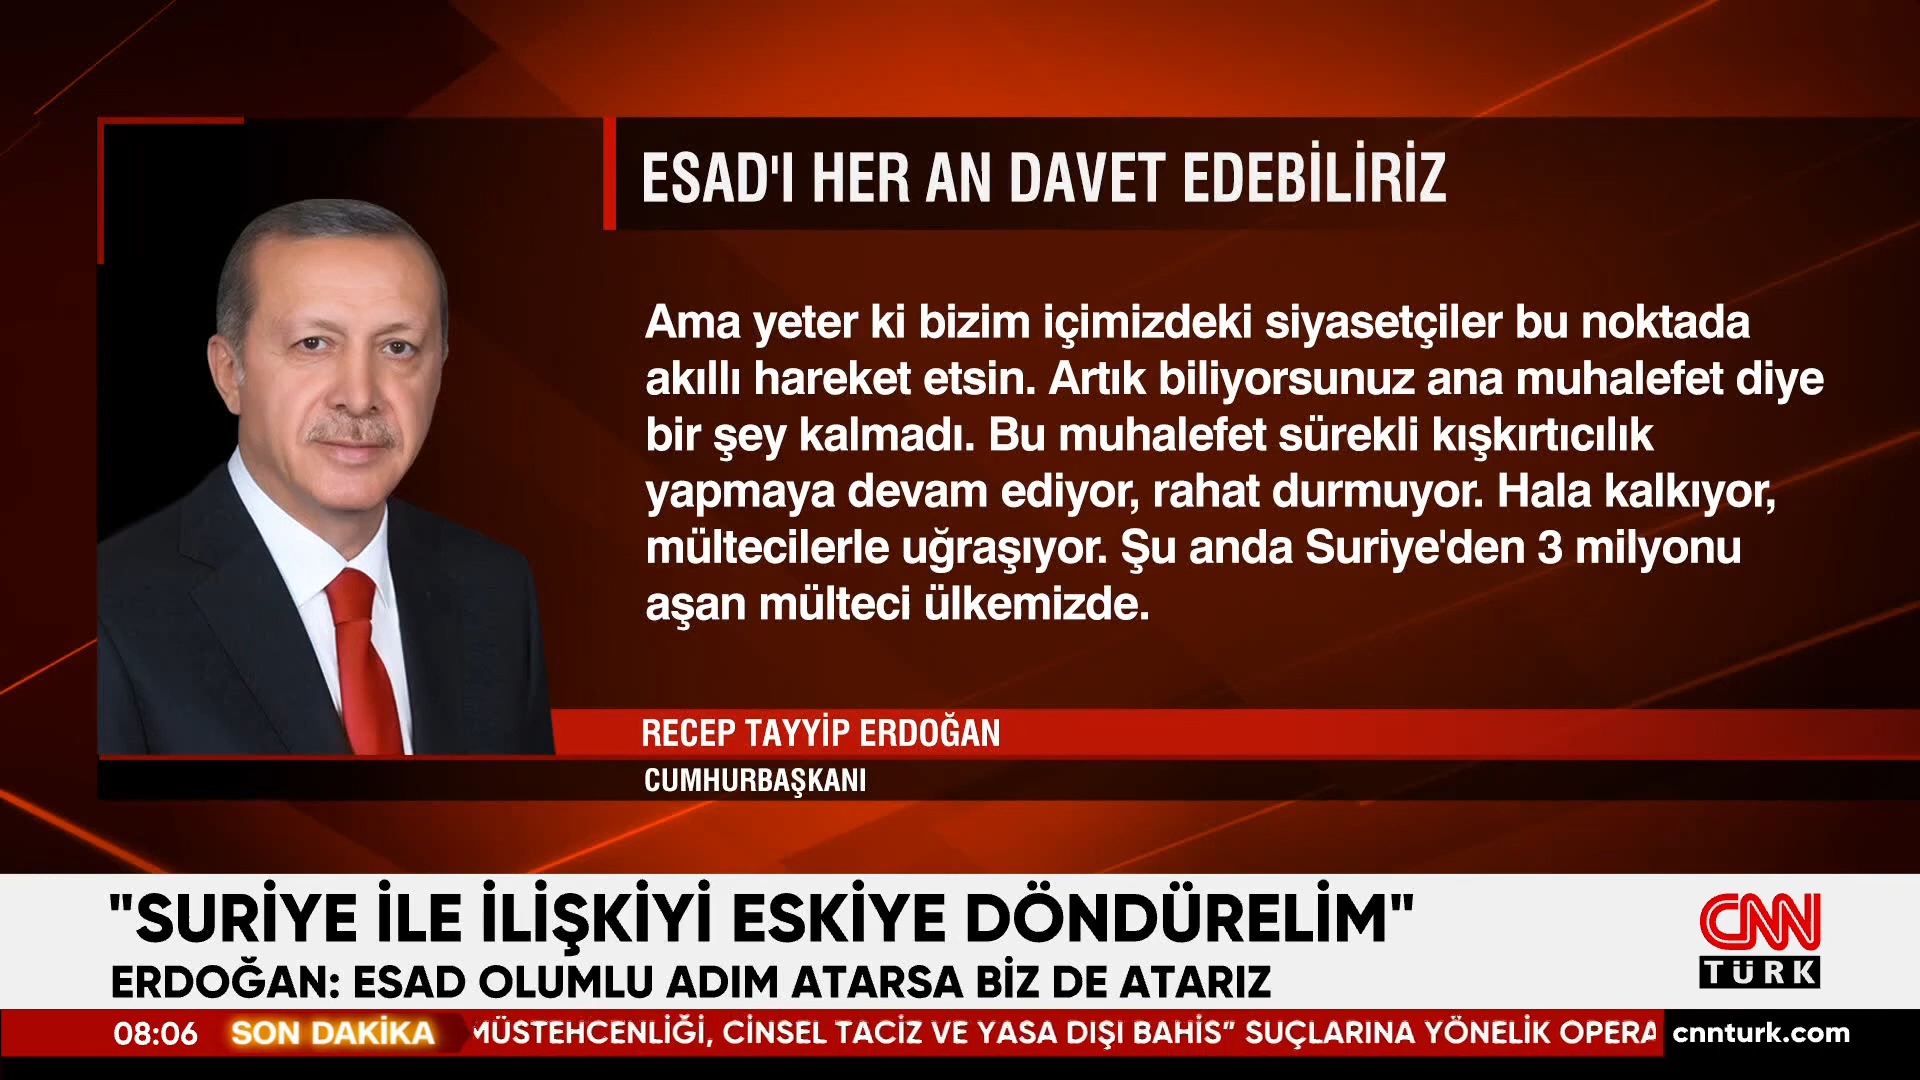 ESAD'I HER AN DAVET EDEBİLİRİZ
Ama yeter ki bizim içimizdeki siyasetçiler bu noktada
akıllı hareket etsin. Artık biliyorsunuz ana muhalefet diye
bir şey kalmadı. Bu muhalefet sürekli kışkırtıcılık
yapmaya devam ediyor, rahat durmuyor. Hala kalkıyor,
mültecilerle uğraşıyor. Şu anda Suriye'den 3 milyonu
aşan mülteci ülkemizde.
RECEP TAYYİP ERDOĞAN
CUMHURBAŞKANI
"SURİYE İLE İLİŞKİYİ ESKİYE DÖNDÜRELİM"
ERDOĞAN: ESAD OLUMLU ADIM ATARSA BİZ DE ATARIZ
CNN
TÜRK
08:06 SON DAKİKA MÜSTEHCENLİĞİ, CİNSEL TACİZ VE YASA DIŞI BAHİS” SUÇLARINA YÖNELİK OPERA cnnturk.com